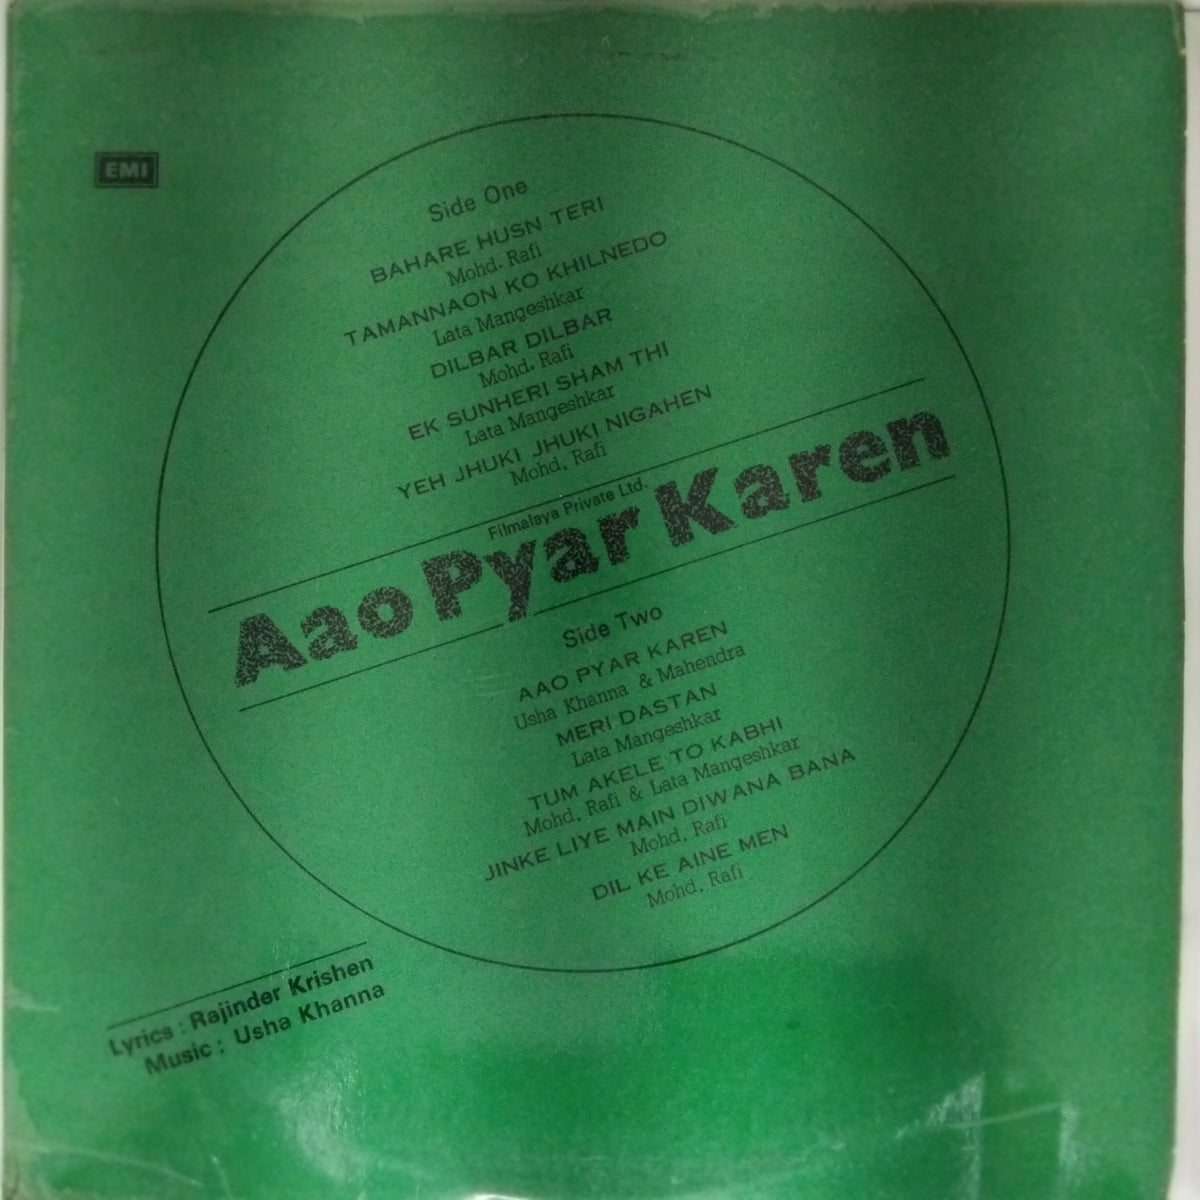 EMI
Side One
BAHARE HUSN TERI
Mohd. Rafi
TAMANNAON KO KHILNEDO
Lata Mangeshkar
DILBAR DILBAR
Mohd. Rafi
EK SUNHERI SHAM THI
Lata Mangeshkar
YEH JHUKI JHUKI NIGAHEN
Mohd. Rafi
Filmalaya Private Ltd.
Aao Pyar Karen
Side Two
AAO PYAR KAREN
Usha Khanna & Mahendra
MERI DASTAN
Lata Mangeshkar
TUM AKELE TO KABHI
Mohd. Rafi & Lata Mangeshkar
JINKE LIYE MAIN DIWANA BANA
Mohd. Rafi
DIL KE AINE MEN
Mohd. Rafi
Lyrics : Rajinder Krishen
Music : Usha Khanna